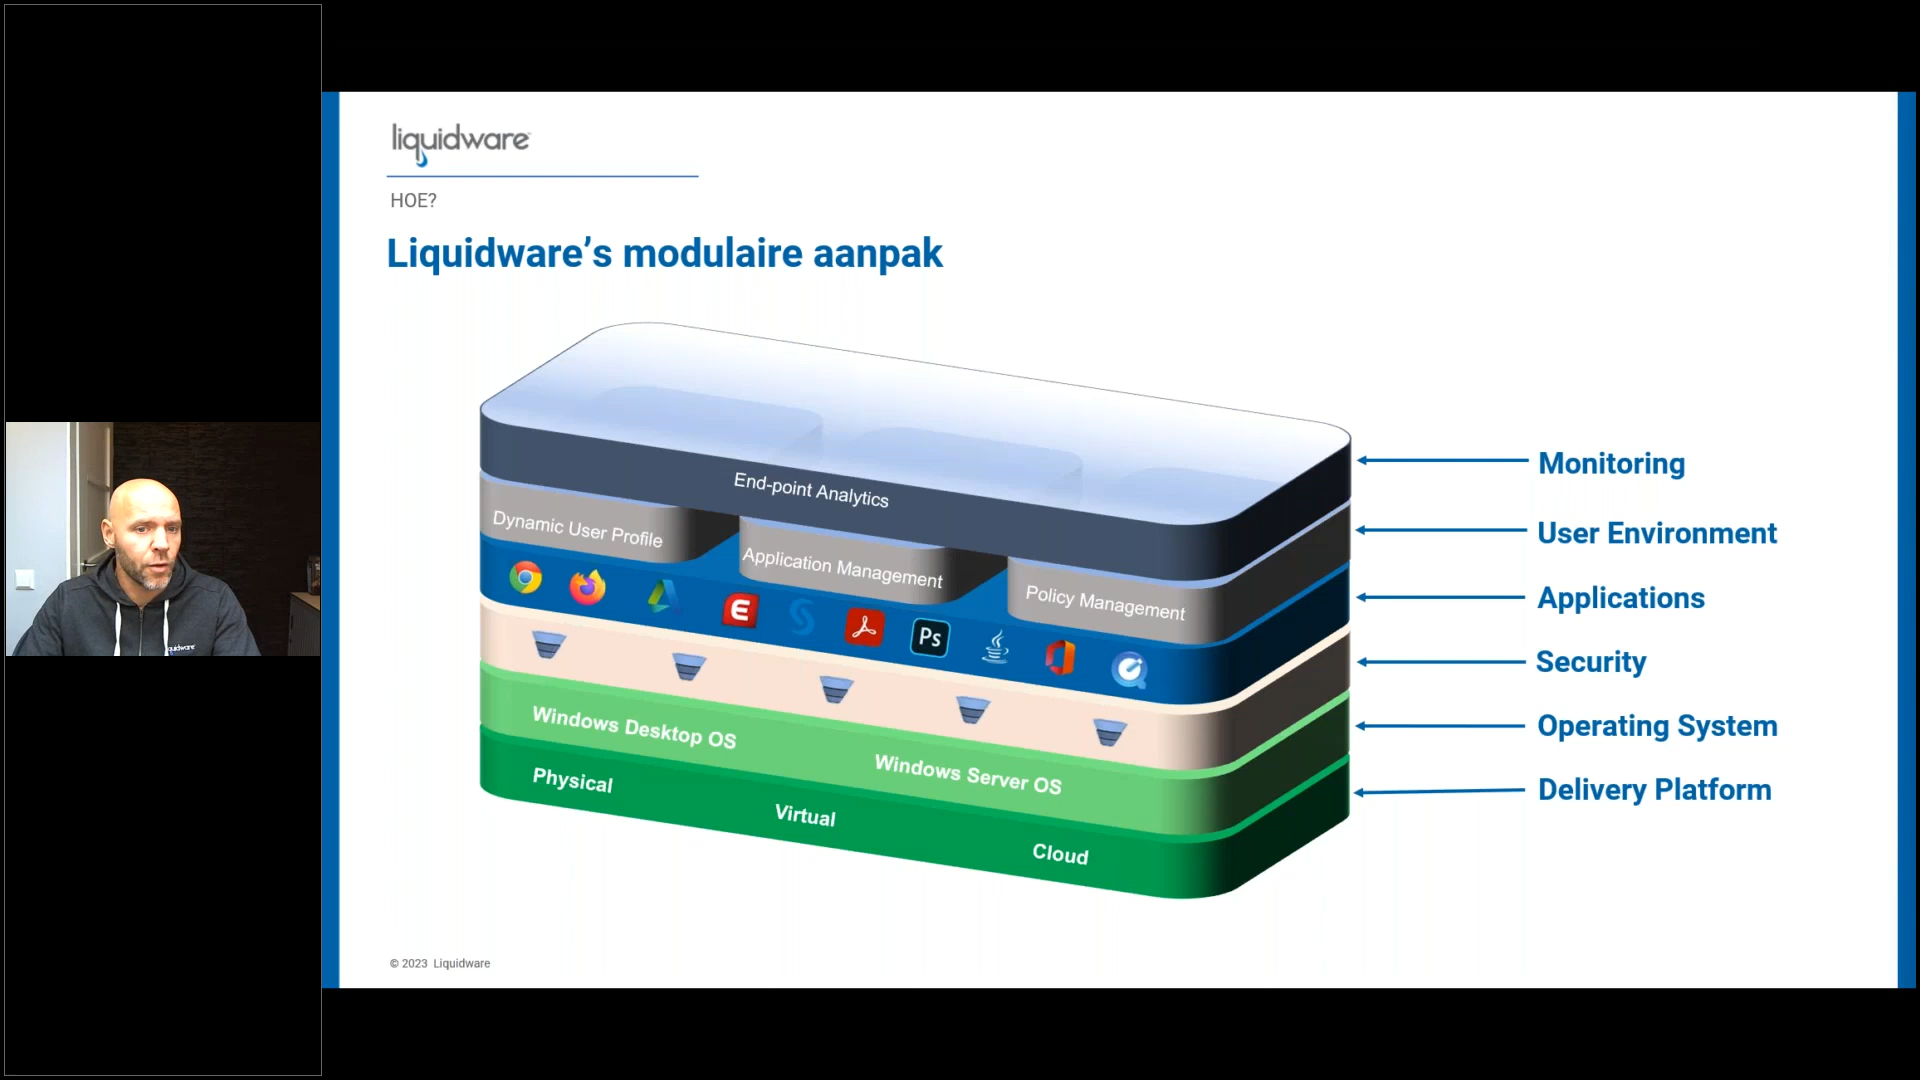 liquidware
HOE?
Liquidware’s modulaire aanpak
End-point Analytics
Dynamic User Profile
Application Management
Policy Management
Ps
Windows Desktop OS
Windows Server OS
Physical
Virtual
Cloud
Monitoring
User Environment
Applications
Security
Operating System
Delivery Platform
© 2023 Liquidware